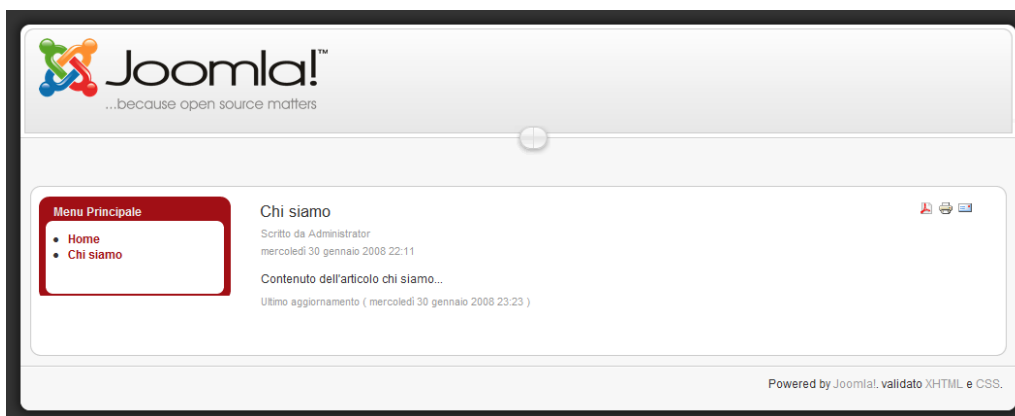 Joomla!™
...because open source matters
Menu Principale
Home
Chi siamo
Chi siamo
Scritto da Administrator
mercoledì 30 gennaio 2008 22:11
Contenuto dell'articolo chi siamo...
Ultimo aggiornamento ( mercoledì 30 gennaio 2008 23:23 )
Powered by Joomla!. validato XHTML e CSS.